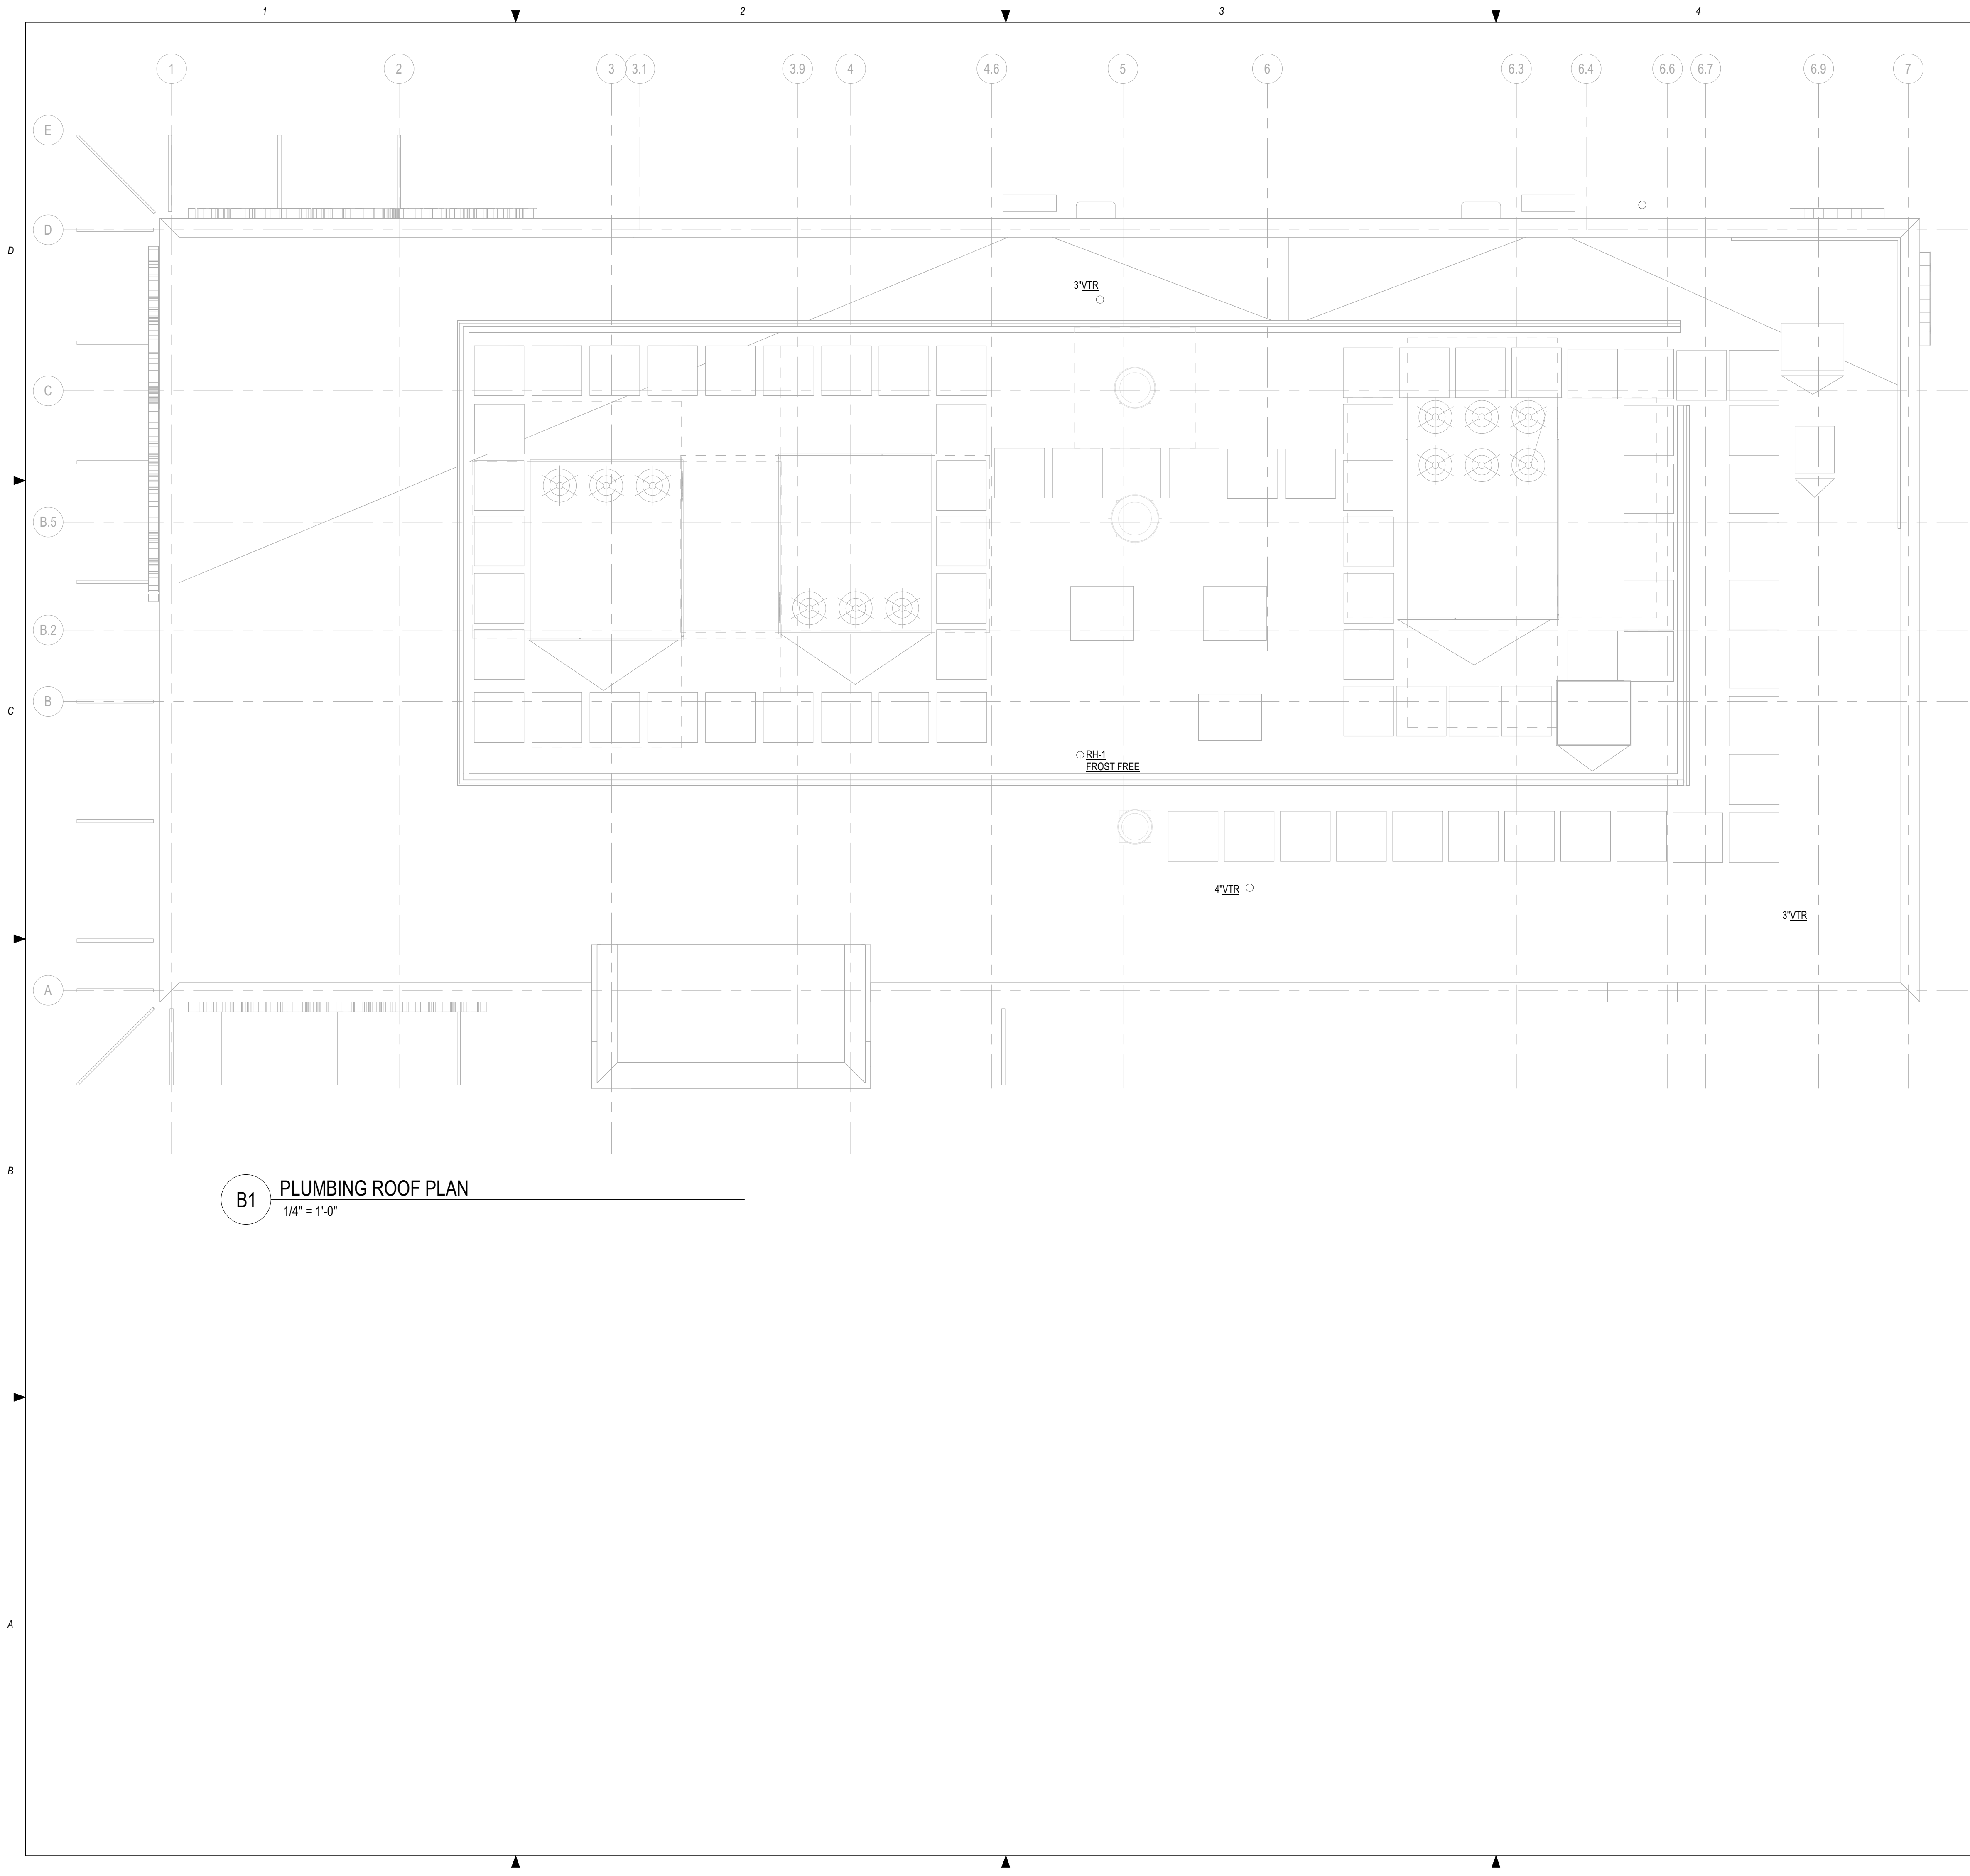 1 2 3 4
1 2 3 3.1 3.9 4 4.6 5 6 6.3 6.4 6.6 6.7 6.9 7
E
D
D
3"VTR
C
B.5
B.2
B
C
RH-1
FROST FREE
4"VTR
3"VTR
A
B
B1 PLUMBING ROOF PLAN
1/4" = 1'-0"
A